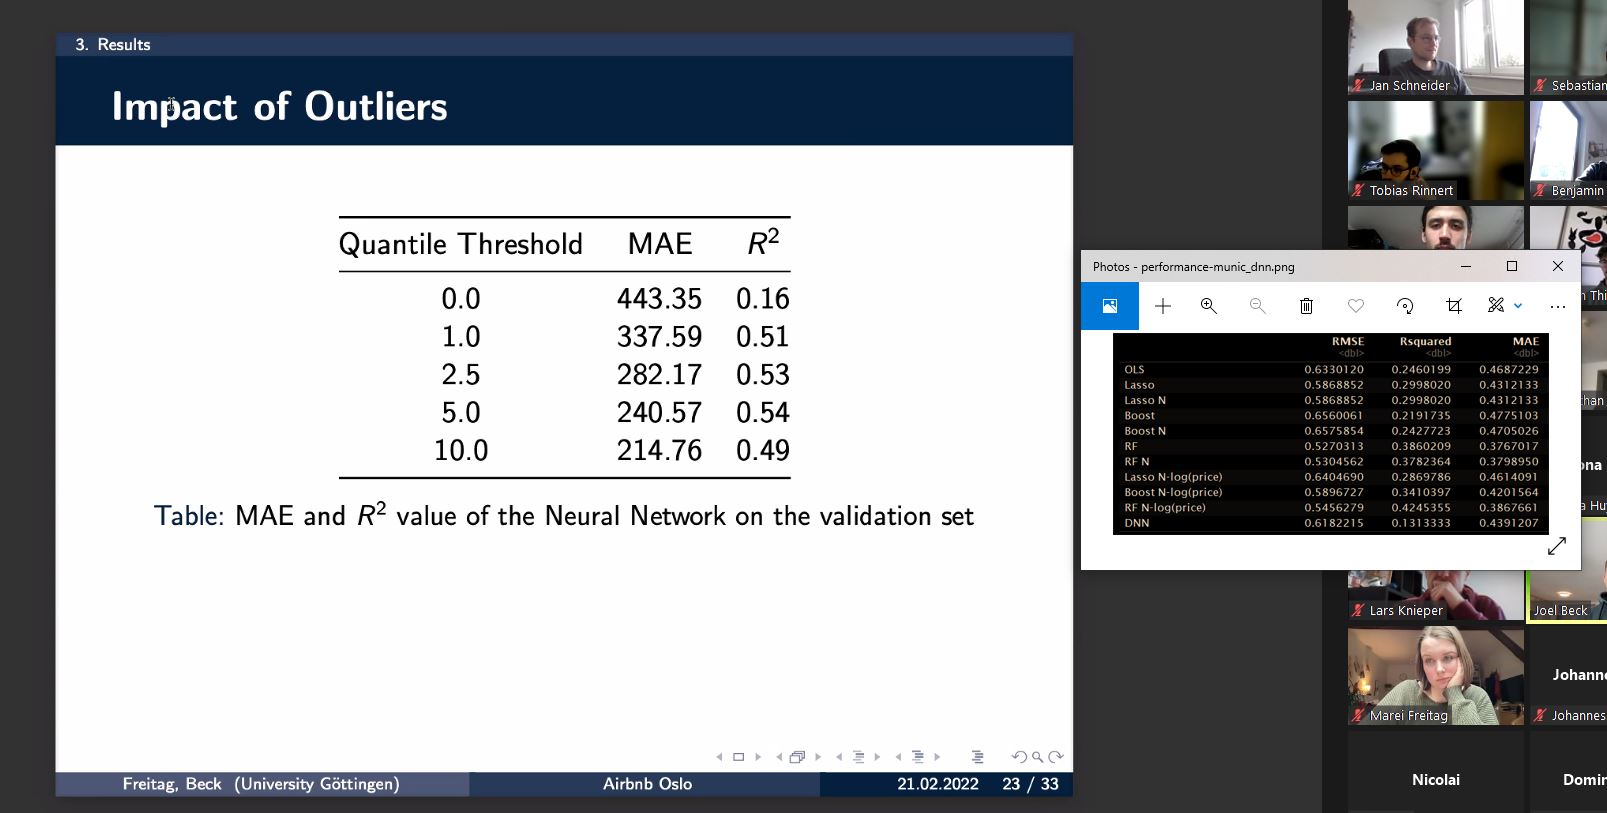 3. Results
Impact of Outliers
Quantile Threshold MAE R²
0.0 443.35 0.16
1.0 337.59 0.51
2.5 282.17 0.53
5.0 240.57 0.54
10.0 214.76 0.49
Table: MAE and R² value of the Neural Network on the validation set
Freitag, Beck (University Göttingen) Airbnb Oslo 21.02.2022 23 / 33
Jan Schneider
Sebastian
Tobias Rinnert
Benjamin
Photos - performance-munic_dnn.png
RMSE Rsquared MAE
<dbl> <dbl> <dbl>
OLS 0.6330120 0.2460199 0.4687229
Lasso 0.5868852 0.2998020 0.4312133
Lasso N 0.5868852 0.2998020 0.4312133
Boost 0.6560061 0.2191735 0.4775103
Boost N 0.6575854 0.2427723 0.4705026
RF 0.5270313 0.3860209 0.3767017
RF N 0.5304562 0.3782364 0.3798950
Lasso N-log(price) 0.6404690 0.2869786 0.4614091
Boost N-log(price) 0.5896727 0.3410397 0.4201564
RF N-log(price) 0.5456279 0.4245355 0.3867661
DNN 0.6182215 0.1313333 0.4391207
Lars Knieper
Joel Beck
Marei Freitag
Johanne
Johannes
Nicolai
Domin